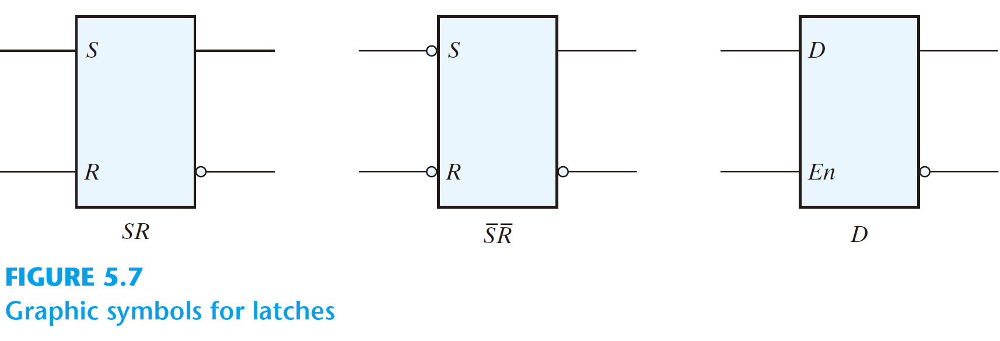 S S D
R R En
SR S̅R̅ D
FIGURE 5.7
Graphic symbols for latches